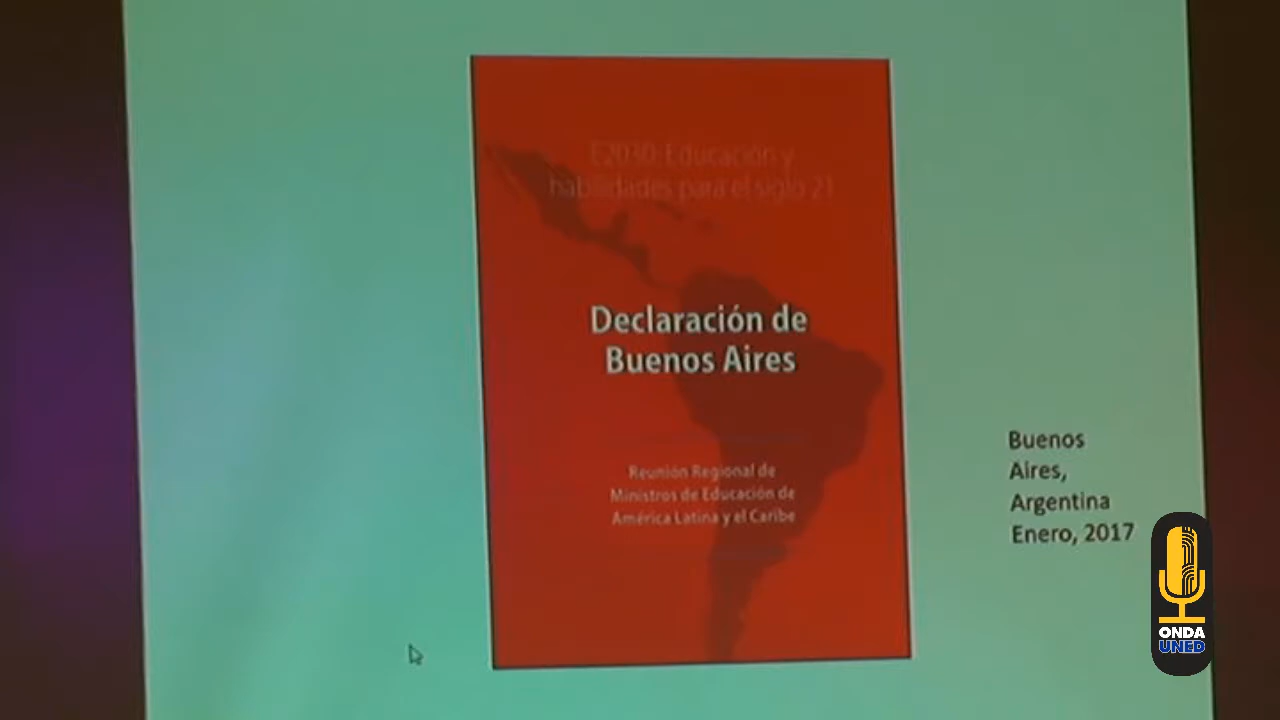 E2030: Educación y
habilidades para el siglo 21
Declaración de
Buenos Aires
Reunión Regional de
Ministros de Educación de
América Latina y el Caribe
Buenos
Aires,
Argentina
Enero, 2017
ONDA
UNED